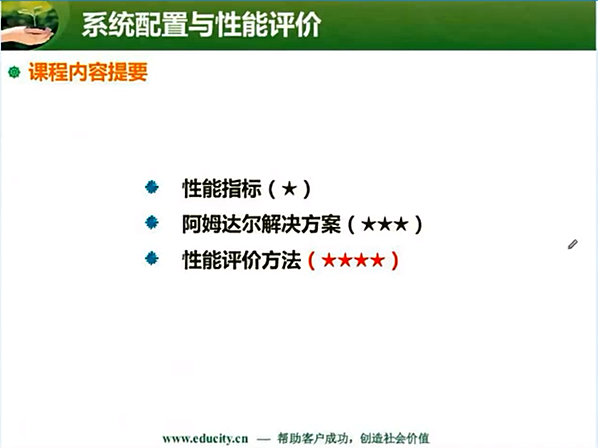 系统配置与性能评价
课程内容提要
性能指标（★）
阿姆达尔解决方案（★★★）
性能评价方法（★★★★）
www.educity.cn — 帮助客户成功，创造社会价值